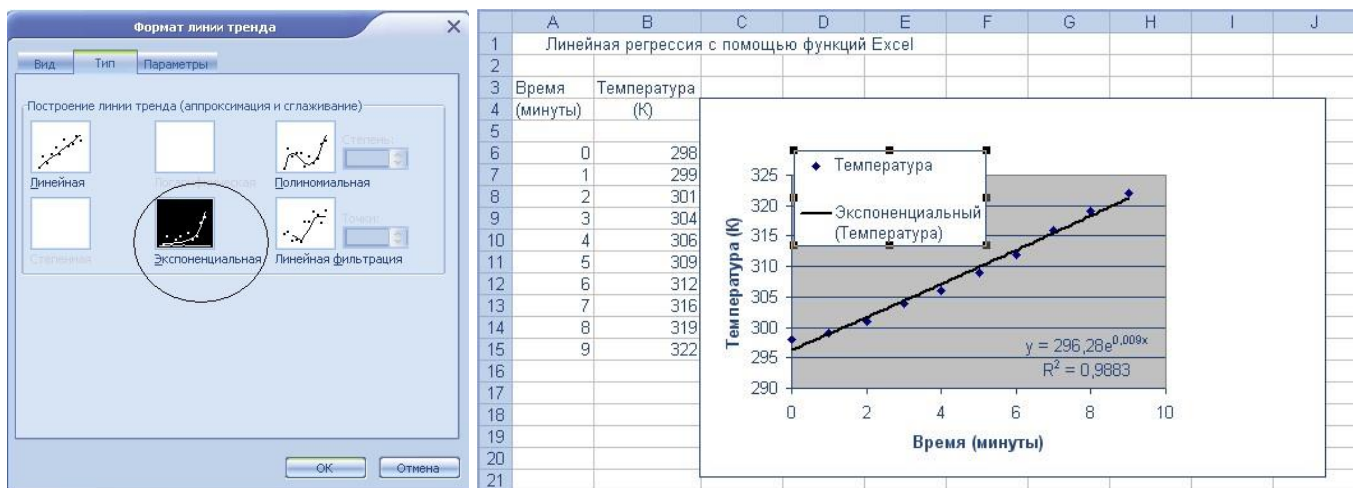 Формат линии тренда
Вид Тип Параметры
Построение линии тренда (аппроксимация и сглаживание)
Линейная
Логарифмическая
Полиномиальная
Степень:
Степенная
Экспоненциальная
Линейная фильтрация
Точки:
OK Отмена
A B C D E F G H I J
1 Линейная регрессия с помощью функций Excel
2
3 Время Температура
4 (минуты) (К)
5
6 0 298
7 1 299
8 2 301
9 3 304
10 4 306
11 5 309
12 6 312
13 7 316
14 8 319
15 9 322
16
17
18
19
20
21
Температура
Экспоненциальный
(Температура)
Температура (К)
325
320
315
310
305
300
295
290
y = 296,28e^0,009x
R² = 0,9883
0 2 4 6 8 10
Время (минуты)